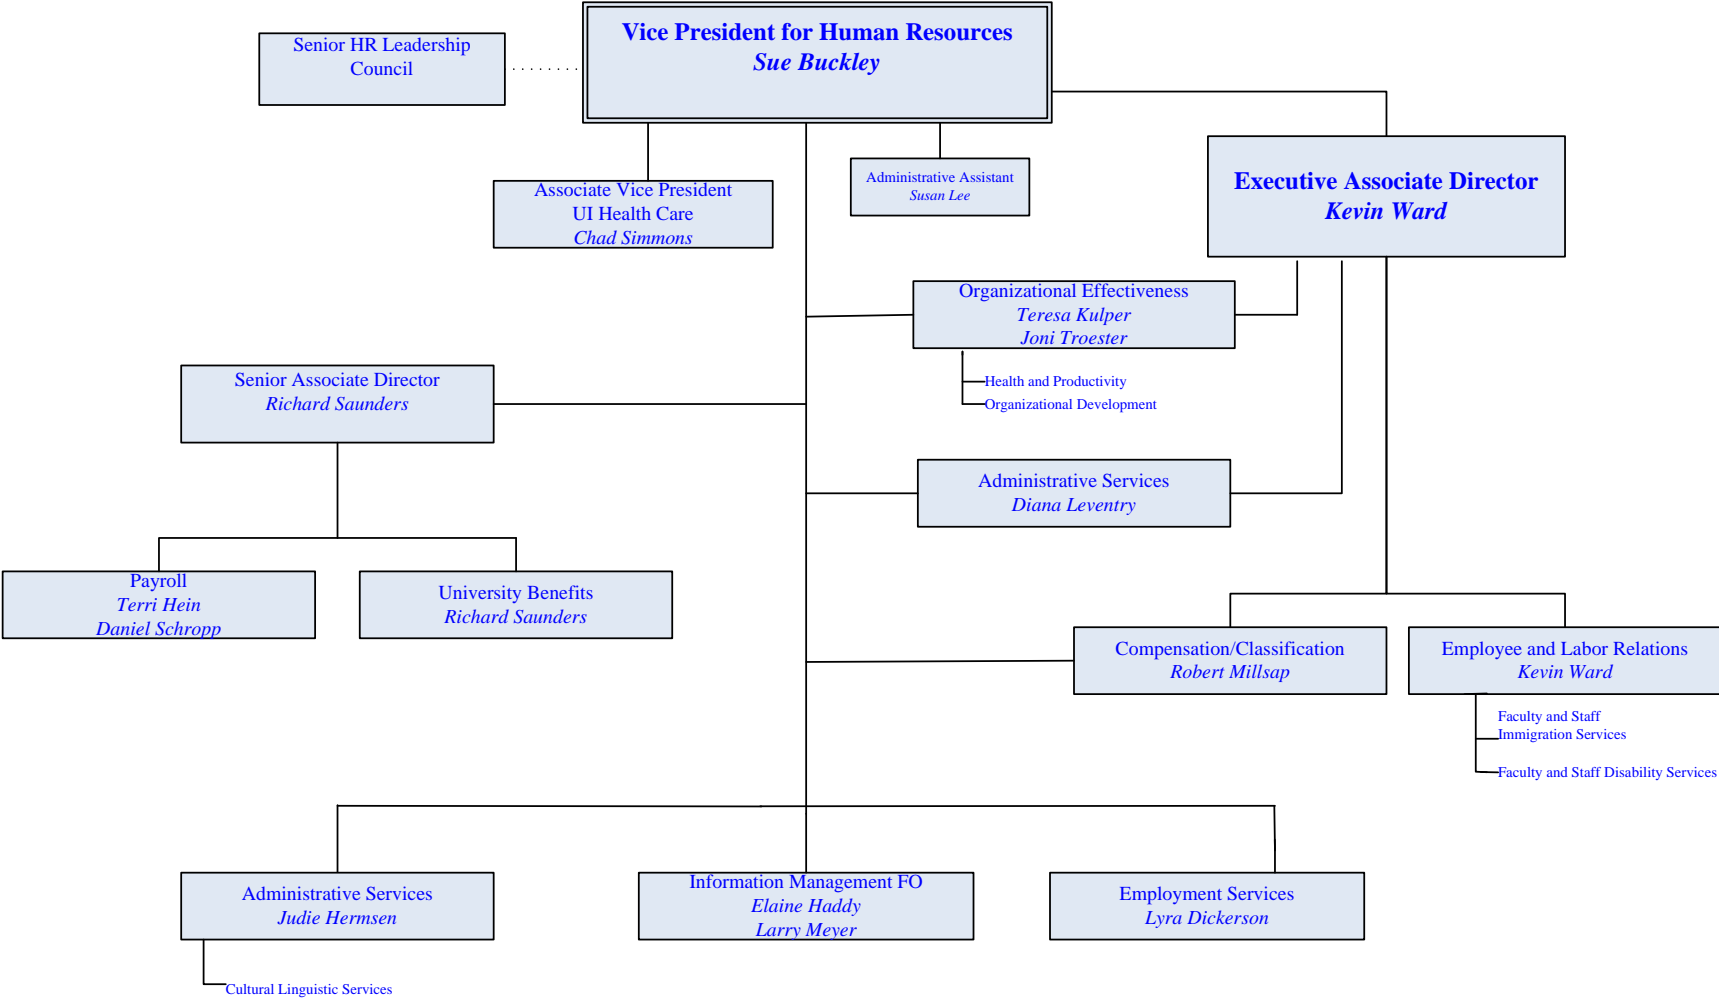 Vice President for Human Resources
Sue Buckley
Senior HR Leadership
Council
Administrative Assistant
Susan Lee
Associate Vice President
UI Health Care
Chad Simmons
Executive Associate Director
Kevin Ward
Organizational Effectiveness
Teresa Kulper
Joni Troester
Health and Productivity
Organizational Development
Senior Associate Director
Richard Saunders
Administrative Services
Diana Leventry
Payroll
Terri Hein
Daniel Schropp
University Benefits
Richard Saunders
Compensation/Classification
Robert Millsap
Employee and Labor Relations
Kevin Ward
Faculty and Staff
Immigration Services
Faculty and Staff Disability Services
Administrative Services
Judie Hermsen
Cultural Linguistic Services
Information Management FO
Elaine Haddy
Larry Meyer
Employment Services
Lyra Dickerson